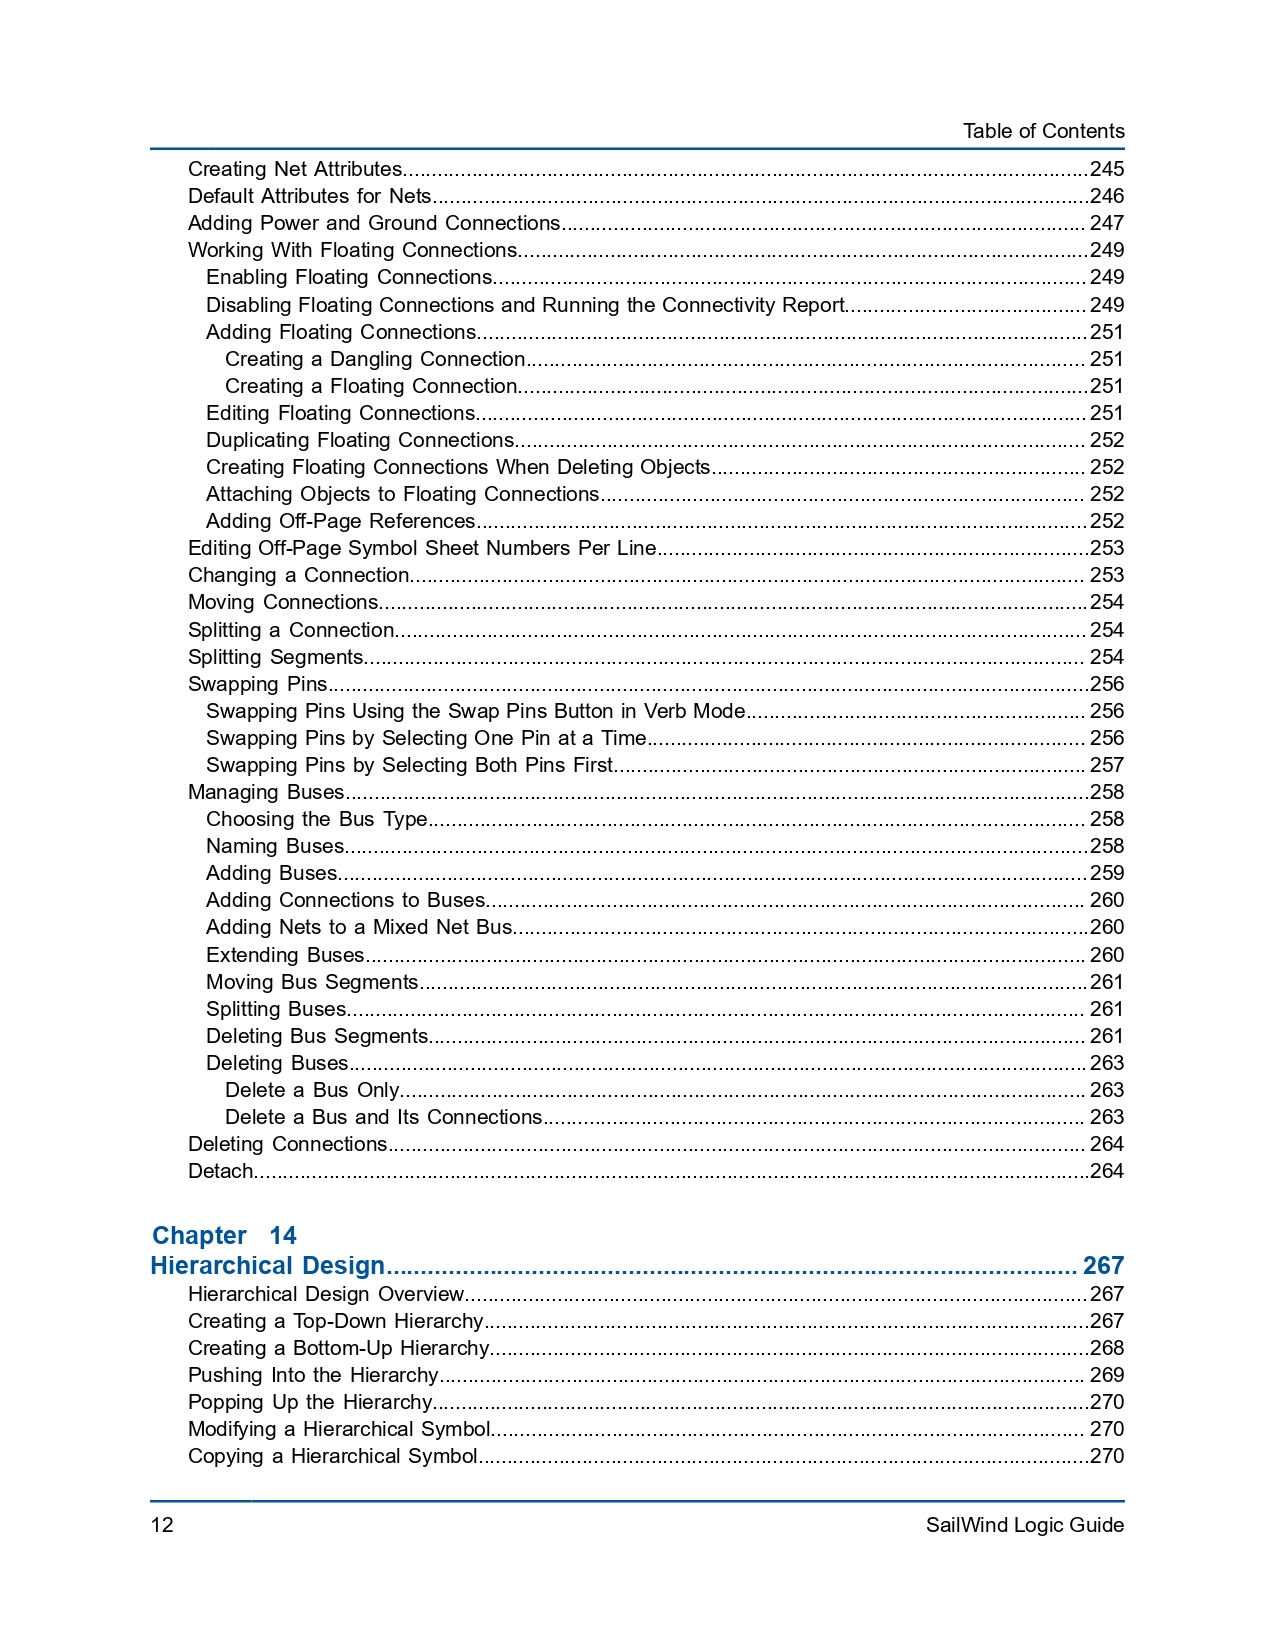 Table of Contents
Creating Net Attributes....................245
Default Attributes for Nets....................246
Adding Power and Ground Connections.................... 247
Working With Floating Connections....................249
Enabling Floating Connections.................... 249
Disabling Floating Connections and Running the Connectivity Report.................... 249
Adding Floating Connections....................251
Creating a Dangling Connection.................... 251
Creating a Floating Connection....................251
Editing Floating Connections.................... 251
Duplicating Floating Connections.................... 252
Creating Floating Connections When Deleting Objects.................... 252
Attaching Objects to Floating Connections.................... 252
Adding Off-Page References....................252
Editing Off-Page Symbol Sheet Numbers Per Line....................253
Changing a Connection.................... 253
Moving Connections....................254
Splitting a Connection.................... 254
Splitting Segments.................... 254
Swapping Pins....................256
Swapping Pins Using the Swap Pins Button in Verb Mode.................... 256
Swapping Pins by Selecting One Pin at a Time.................... 256
Swapping Pins by Selecting Both Pins First.................... 257
Managing Buses....................258
Choosing the Bus Type.................... 258
Naming Buses....................258
Adding Buses....................259
Adding Connections to Buses.................... 260
Adding Nets to a Mixed Net Bus....................260
Extending Buses.................... 260
Moving Bus Segments....................261
Splitting Buses.................... 261
Deleting Bus Segments.................... 261
Deleting Buses.................... 263
Delete a Bus Only.................... 263
Delete a Bus and Its Connections.................... 263
Deleting Connections.................... 264
Detach....................264
Chapter 14
Hierarchical Design.................... 267
Hierarchical Design Overview....................267
Creating a Top-Down Hierarchy....................267
Creating a Bottom-Up Hierarchy....................268
Pushing Into the Hierarchy.................... 269
Popping Up the Hierarchy....................270
Modifying a Hierarchical Symbol.................... 270
Copying a Hierarchical Symbol....................270
12
SailWind Logic Guide